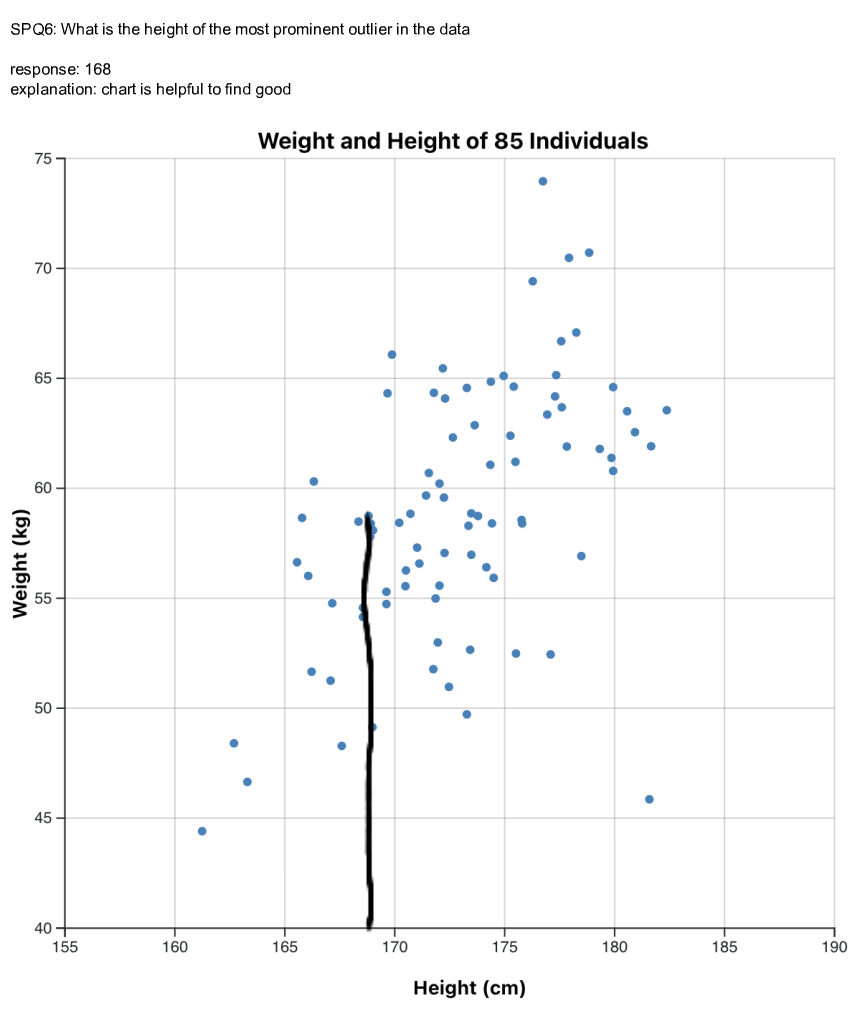 SPQ6: What is the height of the most prominent outlier in the data
response: 168
explanation: chart is helpful to find good
Weight and Height of 85 Individuals
75
70
65
60
55
50
45
40
Weight (kg)
155 160 165 170 175 180 185 190
Height (cm)